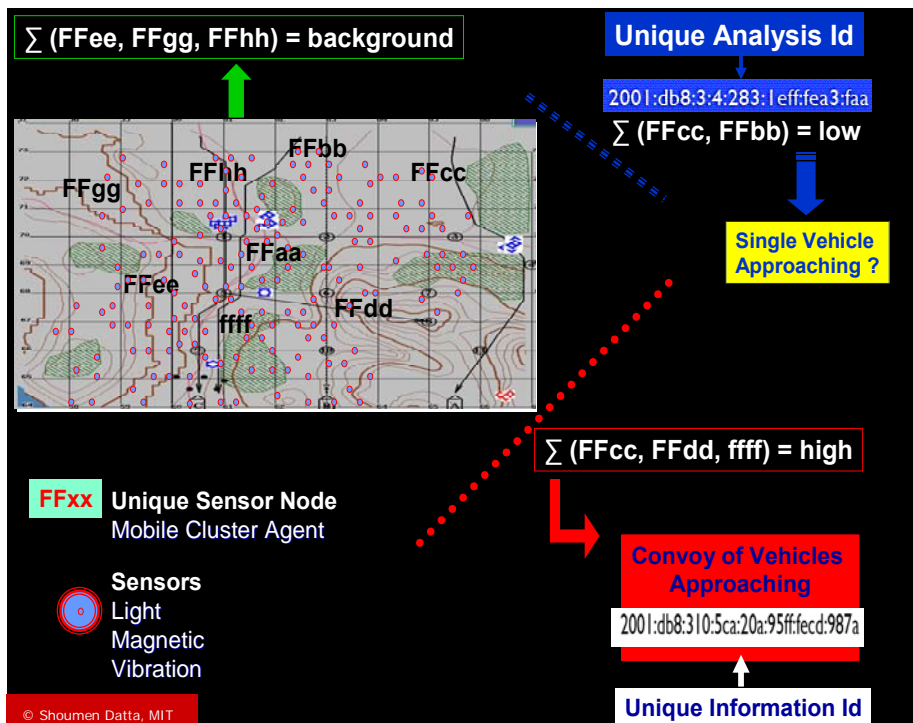 ∑ (FFee, FFgg, FFhh) = background
Unique Analysis Id
2001:db8:3:4:283:1eff:fea3:faa
∑ (FFcc, FFbb) = low
FFbb
FFhh
FFcc
FFgg
Single Vehicle
Approaching ?
FFaa
FFee
FFdd
ffff
∑ (FFcc, FFdd, ffff) = high
FFxx
Unique Sensor Node
Mobile Cluster Agent
Convoy of Vehicles
Approaching
Sensors
Light
Magnetic
Vibration
2001:db8:310:5ca:20a:95ff:fecd:987a
Unique Information Id
© Shoumen Datta, MIT